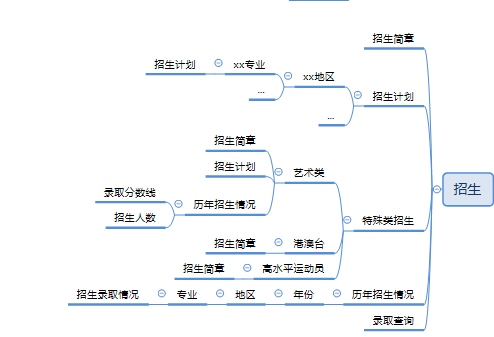 招生简章
招生计划
xx专业
xx地区
...
招生计划
...
招生简章
招生计划
艺术类
录取分数线
招生
历年招生情况
招生人数
特殊类招生
招生简章
港澳台
招生简章
高水平运动员
招生录取情况
专业
地区
年份
历年招生情况
录取查询